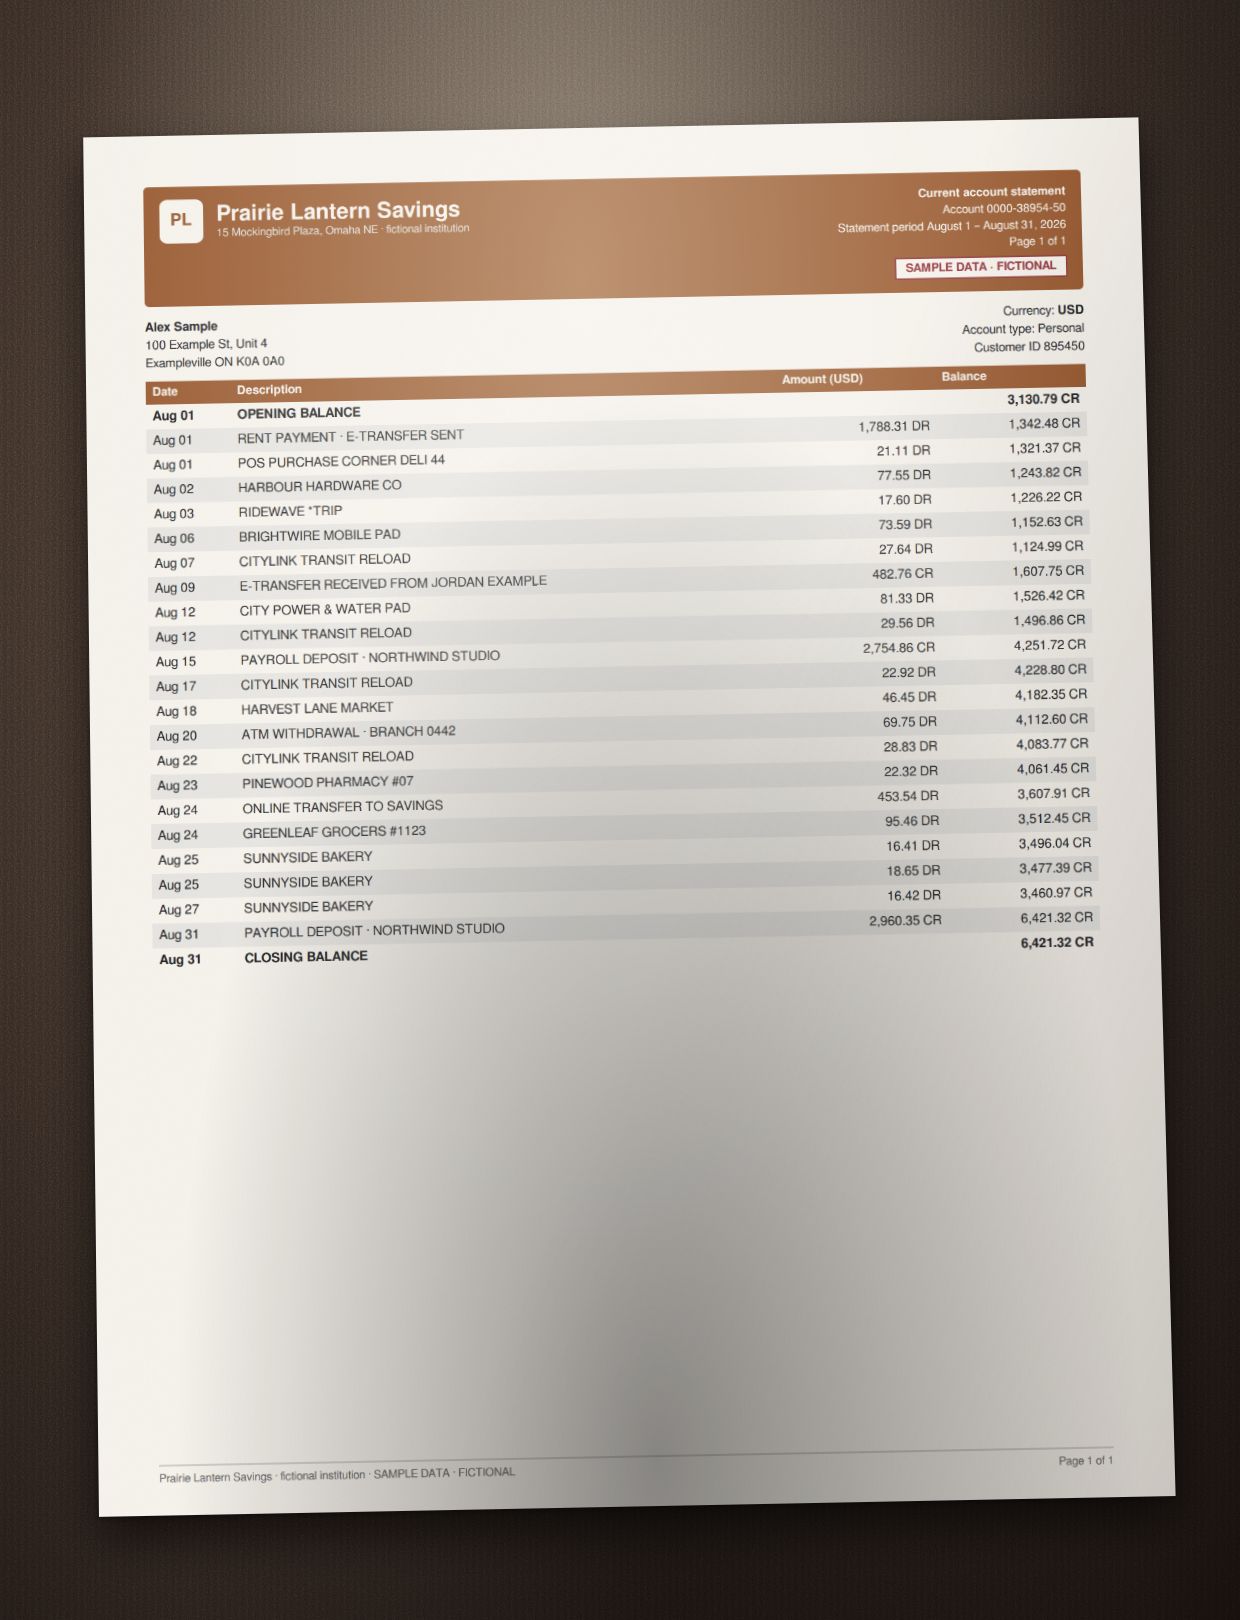 PL
Prairie Lantern Savings
15 Mockingbird Plaza, Omaha NE · fictional institution
Current account statement
Account 0000-38954-50
Statement period August 1 – August 31, 2026
Page 1 of 1
SAMPLE DATA · FICTIONAL
Alex Sample
100 Example St, Unit 4
Exampleville ON K0A 0A0
Currency: USD
Account type: Personal
Customer ID 895450
Date Description Amount (USD) Balance
Aug 01 OPENING BALANCE 3,130.79 CR
Aug 01 RENT PAYMENT · E-TRANSFER SENT 1,788.31 DR 1,342.48 CR
Aug 01 POS PURCHASE CORNER DELI 44 21.11 DR 1,321.37 CR
Aug 02 HARBOUR HARDWARE CO 77.55 DR 1,243.82 CR
Aug 03 RIDEWAVE *TRIP 17.60 DR 1,226.22 CR
Aug 06 BRIGHTWIRE MOBILE PAD 73.59 DR 1,152.63 CR
Aug 07 CITYLINK TRANSIT RELOAD 27.64 DR 1,124.99 CR
Aug 09 E-TRANSFER RECEIVED FROM JORDAN EXAMPLE 482.76 CR 1,607.75 CR
Aug 12 CITY POWER & WATER PAD 81.33 DR 1,526.42 CR
Aug 12 CITYLINK TRANSIT RELOAD 29.56 DR 1,496.86 CR
Aug 15 PAYROLL DEPOSIT · NORTHWIND STUDIO 2,754.86 CR 4,251.72 CR
Aug 17 CITYLINK TRANSIT RELOAD 22.92 DR 4,228.80 CR
Aug 18 HARVEST LANE MARKET 46.45 DR 4,182.35 CR
Aug 20 ATM WITHDRAWAL · BRANCH 0442 69.75 DR 4,112.60 CR
Aug 22 CITYLINK TRANSIT RELOAD 28.83 DR 4,083.77 CR
Aug 23 PINEWOOD PHARMACY #07 22.32 DR 4,061.45 CR
Aug 24 ONLINE TRANSFER TO SAVINGS 453.54 DR 3,607.91 CR
Aug 24 GREENLEAF GROCERS #1123 95.46 DR 3,512.45 CR
Aug 25 SUNNYSIDE BAKERY 16.41 DR 3,496.04 CR
Aug 25 SUNNYSIDE BAKERY 18.65 DR 3,477.39 CR
Aug 27 SUNNYSIDE BAKERY 16.42 DR 3,460.97 CR
Aug 31 PAYROLL DEPOSIT · NORTHWIND STUDIO 2,960.35 CR 6,421.32 CR
Aug 31 CLOSING BALANCE 6,421.32 CR
Prairie Lantern Savings · fictional institution · SAMPLE DATA · FICTIONAL
Page 1 of 1